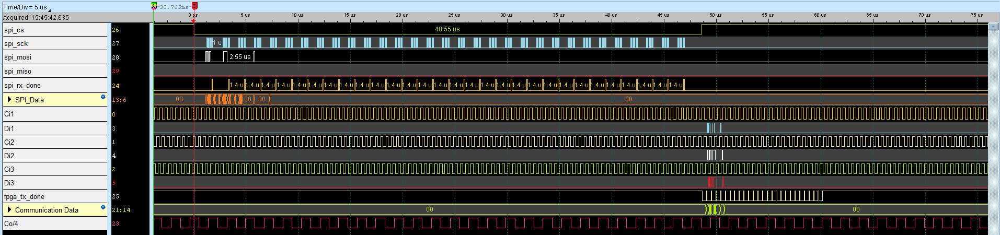 Time/Div = 5 us
A -30.765ms- T
Acquired: 15:45:42.635
0 ps 5 us 10 us 15 us 20 us 25 us 30 us 35 us 40 us 45 us 50 us 55 us 60 us 65 us 70 us 75 us
spi_cs 26 48.55 us
spi_sck 27 1 u
spi_mosi 28 2.55 us
spi_miso 29
spi_rx_done 24 1.4 u 1.4 u 1.4 u 1.4 u 1.4 u 1.4 u 1.4 u 1.4 u 1.4 u 1.4 u 1.4 u 1.4 u 1.4 u 1.4 u 1.4 u 1.4 u 1.4 u 1.4 u 1.4 u 1.4 u 1.4 u 1.4 u 1.4 u 1.4 u 1.4 u 1.4 u 1.4 u 1.4 u 1.4 u
SPI_Data 13:6 00 00 80 00
Ci1 0
Di1 3
Ci2 1
Di2 4
Ci3 2
Di3 5
fpga_tx_done 25
Communication Data 21:14 00 00
Co/4 23